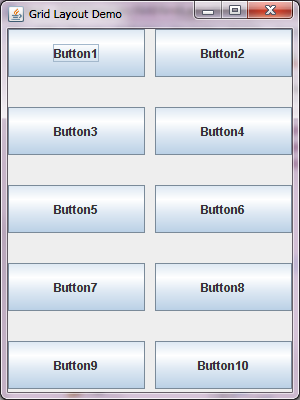 Grid Layout Demo
Button1 Button2
Button3 Button4
Button5 Button6
Button7 Button8
Button9 Button10